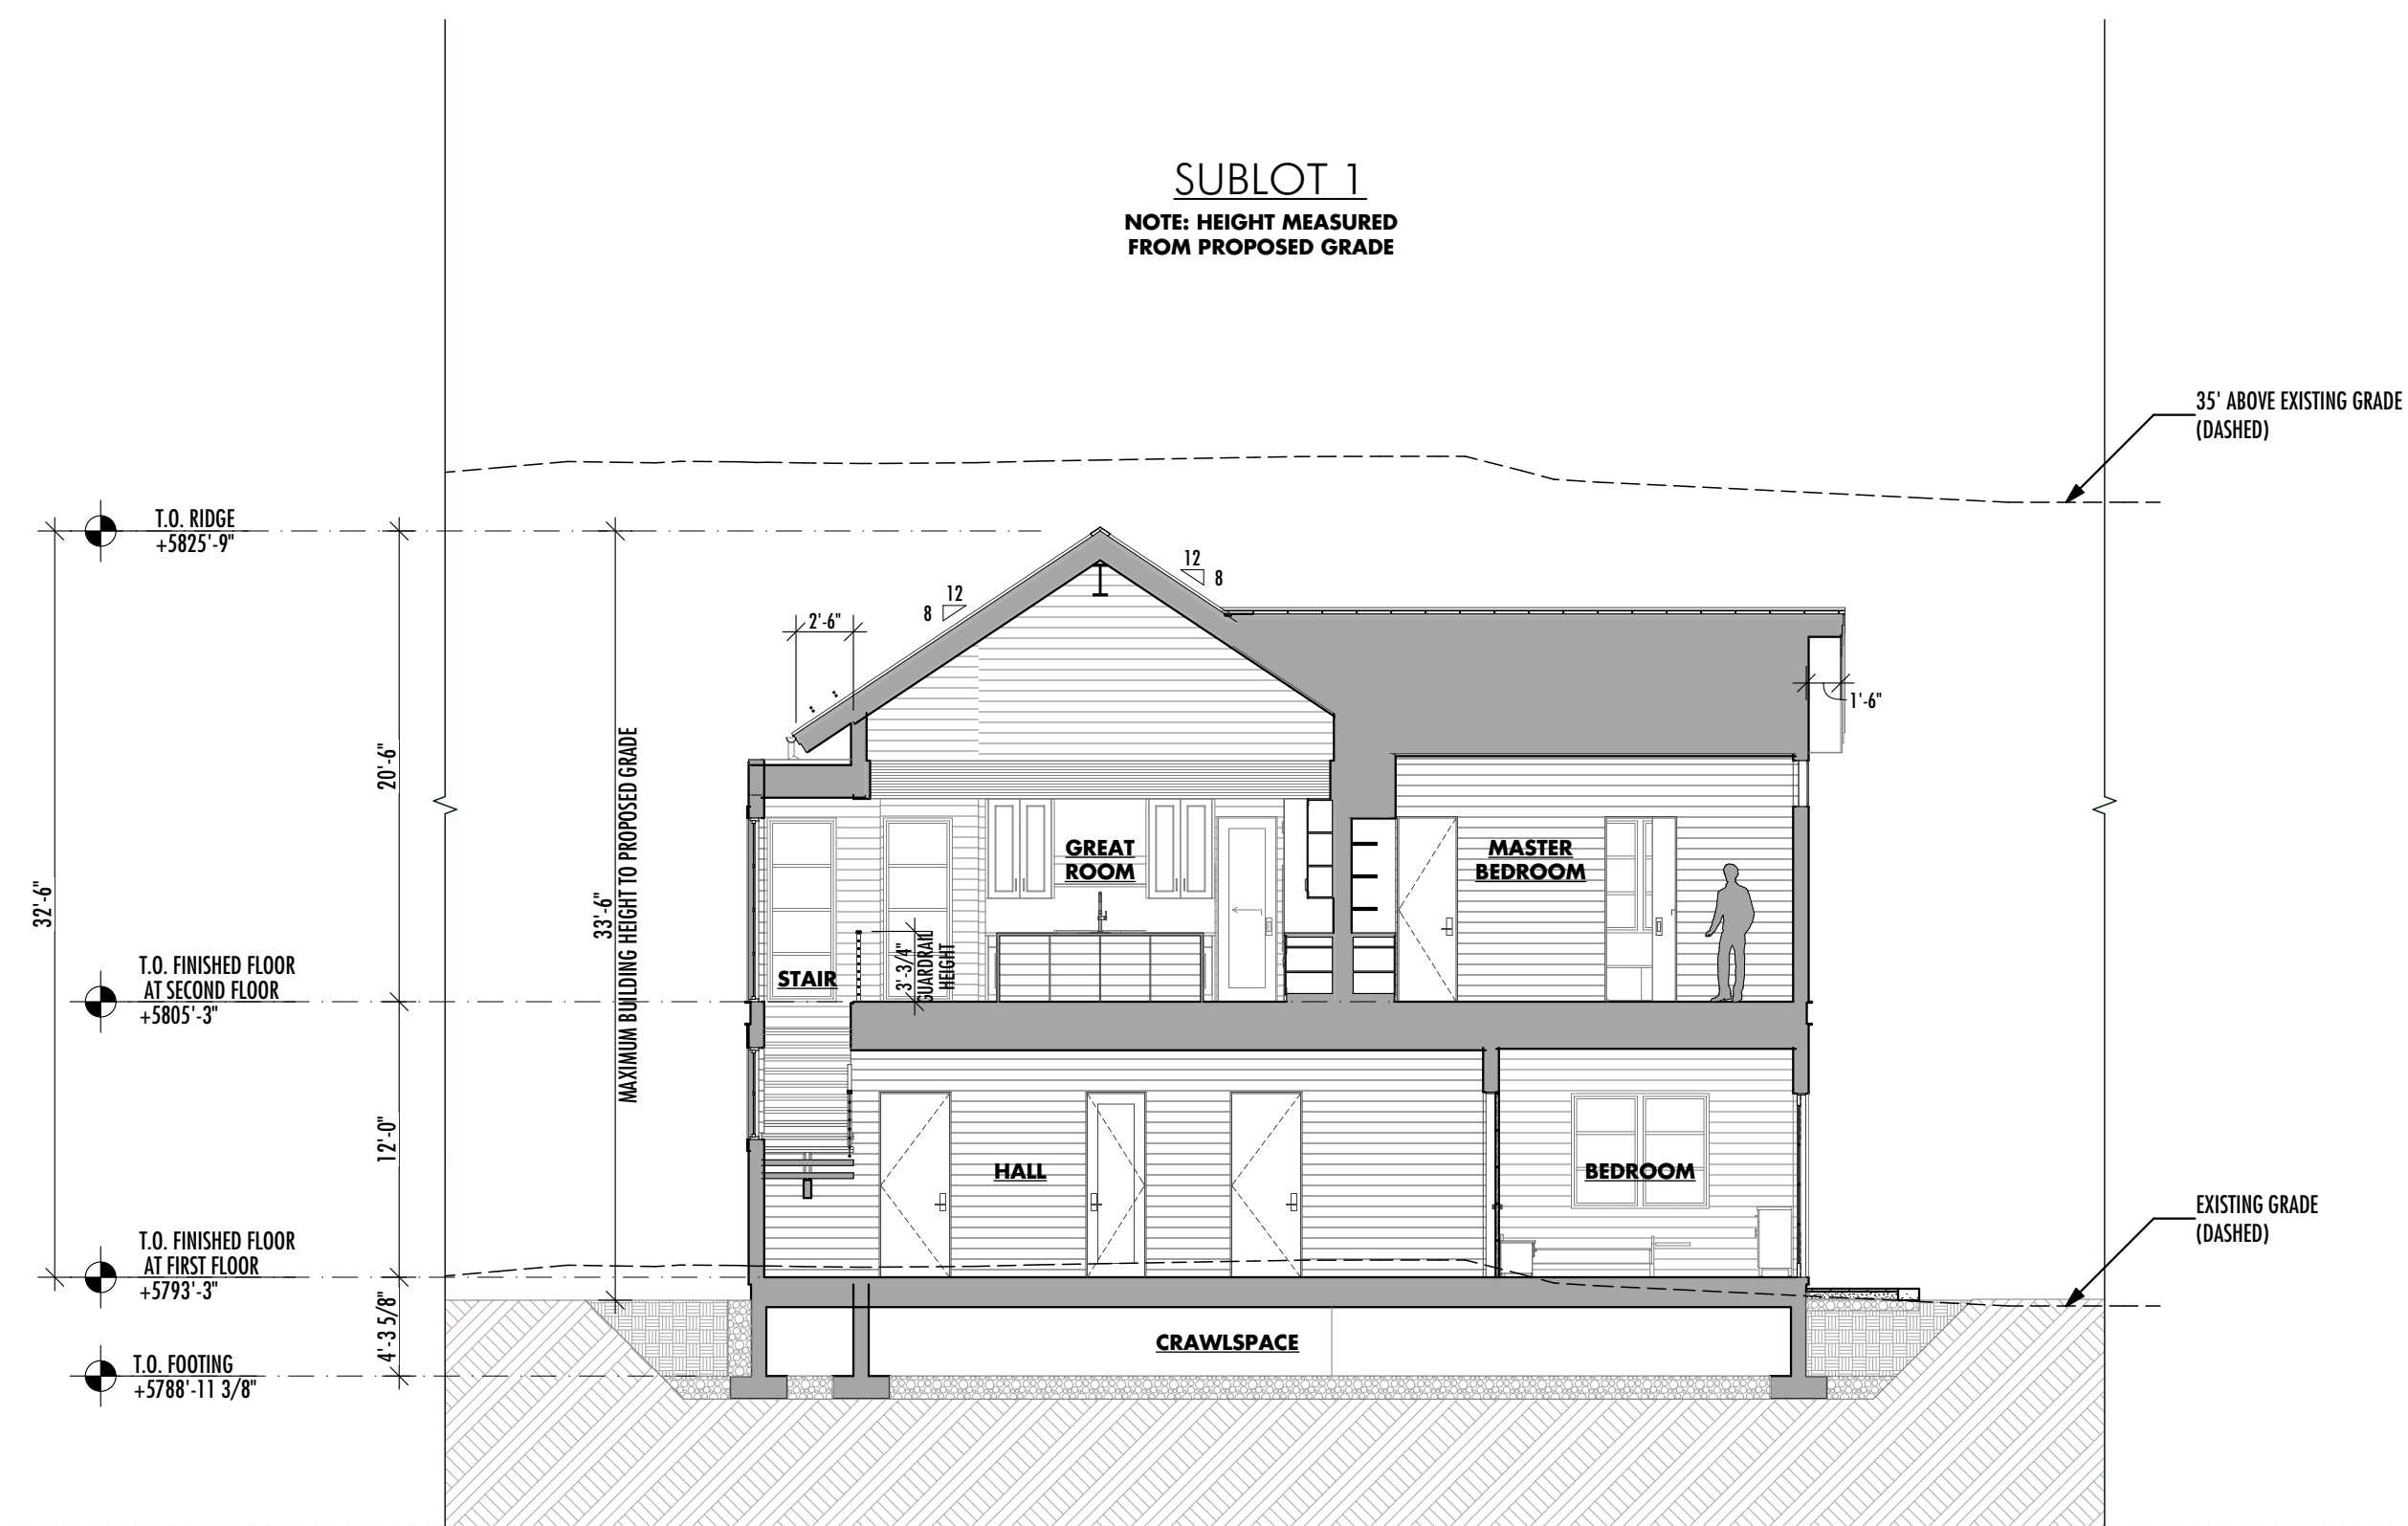 SUBLOT 1
NOTE: HEIGHT MEASURED
FROM PROPOSED GRADE
35' ABOVE EXISTING GRADE
(DASHED)
T.O. RIDGE
+5825'-9"
12
8
12
8
2'-6"
1'-6"
20'-6"
32'-6"
33'-6"
MAXIMUM BUILDING HEIGHT TO PROPOSED GRADE
GREAT
ROOM
MASTER
BEDROOM
STAIR
3'-3/4"
GUARDRAIL
HEIGHT
T.O. FINISHED FLOOR
AT SECOND FLOOR
+5805'-3"
12'-0"
HALL
BEDROOM
EXISTING GRADE
(DASHED)
T.O. FINISHED FLOOR
AT FIRST FLOOR
+5793'-3"
4'-3 5/8"
CRAWLSPACE
T.O. FOOTING
+5788'-11 3/8"